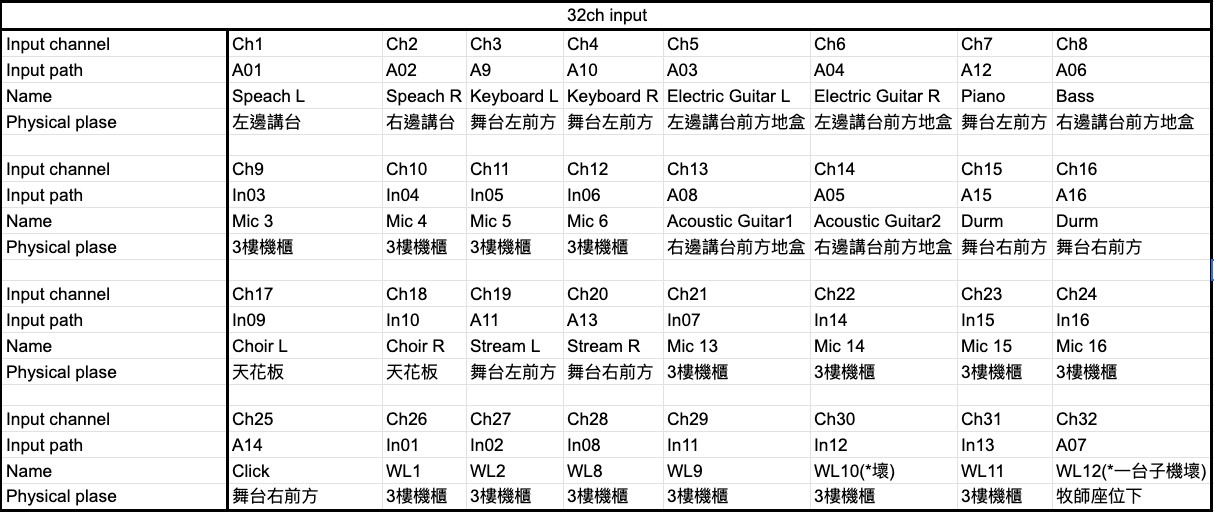 32ch input
Input channel Ch1 Ch2 Ch3 Ch4 Ch5 Ch6 Ch7 Ch8
Input path A01 A02 A9 A10 A03 A04 A12 A06
Name Speach L Speach R Keyboard L Keyboard R Electric Guitar L Electric Guitar R Piano Bass
Physical plase 左邊講台 右邊講台 舞台左前方 舞台左前方 左邊講台前方地盒 左邊講台前方地盒 舞台左前方 右邊講台前方地盒
Input channel Ch9 Ch10 Ch11 Ch12 Ch13 Ch14 Ch15 Ch16
Input path In03 In04 In05 In06 A08 A05 A15 A16
Name Mic 3 Mic 4 Mic 5 Mic 6 Acoustic Guitar1 Acoustic Guitar2 Durm Durm
Physical plase 3樓機櫃 3樓機櫃 3樓機櫃 3樓機櫃 右邊講台前方地盒 右邊講台前方地盒 舞台右前方 舞台右前方
Input channel Ch17 Ch18 Ch19 Ch20 Ch21 Ch22 Ch23 Ch24
Input path In09 In10 A11 A13 In07 In14 In15 In16
Name Choir L Choir R Stream L Stream R Mic 13 Mic 14 Mic 15 Mic 16
Physical plase 天花板 天花板 舞台左前方 舞台右前方 3樓機櫃 3樓機櫃 3樓機櫃 3樓機櫃
Input channel Ch25 Ch26 Ch27 Ch28 Ch29 Ch30 Ch31 Ch32
Input path A14 In01 In02 In08 In11 In12 In13 A07
Name Click WL1 WL2 WL8 WL9 WL10(*壞) WL11 WL12(*一台子機壞)
Physical plase 舞台右前方 3樓機櫃 3樓機櫃 3樓機櫃 3樓機櫃 3樓機櫃 3樓機櫃 牧師座位下